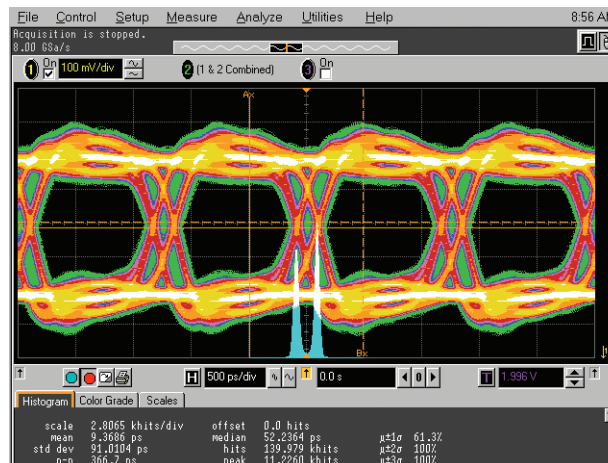 File Control Setup Measure Analyze Utilities Help 8:56 AM
Acquisition is stopped.
8.00 GSa/s
1 On 100 mV/div 2 (1 & 2 Combined) 3 On
Ax
Bx
H 500 ps/div 0.0 s 0 T 1.996 V
Histogram Color Grade Scales
scale 2.8065 khits/div offset 0.0 hits
mean 9.3686 ps median 52.2364 ps µ±1σ 61.3%
std dev 91.0104 ps hits 139.979 khits µ±2σ 100%
p-p 366.7 ps peak 11.2260 khits µ±3σ 100%